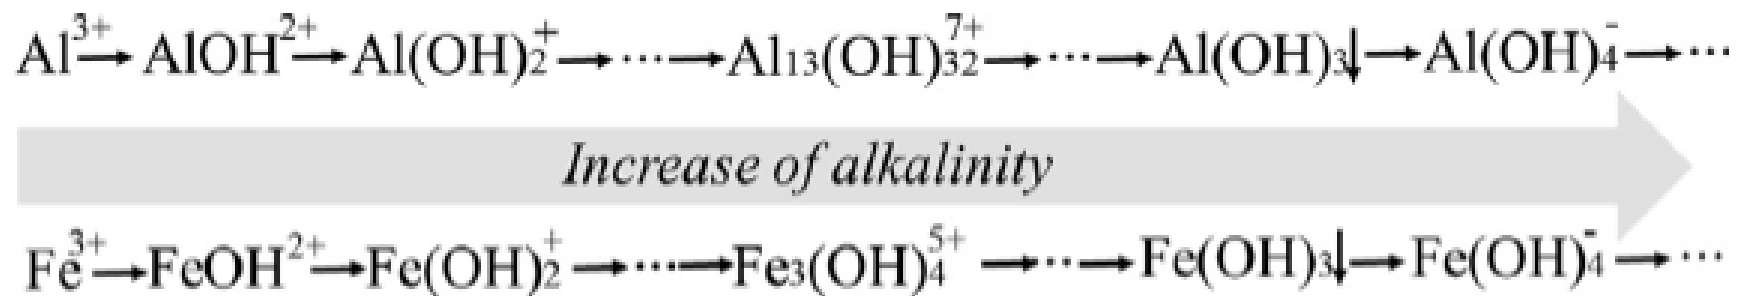 Al³⁺→AlOH²⁺→Al(OH)₂⁺→···→Al₁₃(OH)₃₂⁷⁺→···→Al(OH)₃↓→Al(OH)₄⁻→···
Increase of alkalinity
Fe³⁺→FeOH²⁺→Fe(OH)₂⁺→···→Fe₃(OH)₄⁵⁺→··→Fe(OH)₃↓→Fe(OH)₄⁻→···